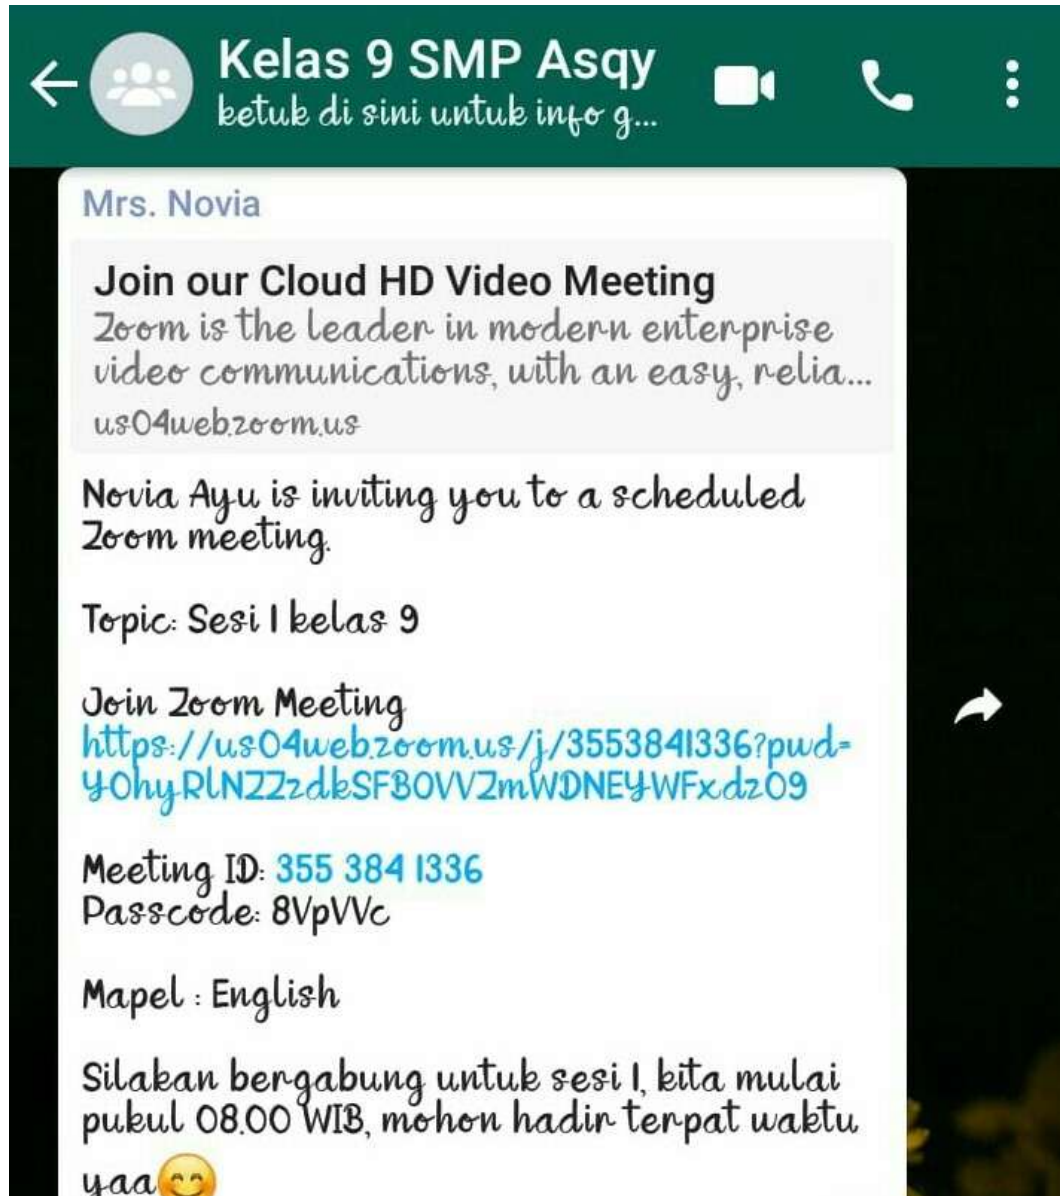 Kelas 9 SMP Asqy
ketuk di sini untuk info g...
Mrs. Novia
Join our Cloud HD Video Meeting
Zoom is the leader in modern enterprise
video communications, with an easy, relia...
us04web.zoom.us
Novia Ayu is inviting you to a scheduled
Zoom meeting.
Topic: Sesi 1 kelas 9
Join Zoom Meeting
https://us04web.zoom.us/j/3553841336?pwd=
Y0hyRlNZZzdkSFB0VVZmWDNEYWFxdz09
Meeting ID: 355 384 1336
Passcode: 8VpVVc
Mapel : English
Silakan bergabung untuk sesi 1, kita mulai
pukul 08.00 WIB, mohon hadir terpat waktu
yaa😊